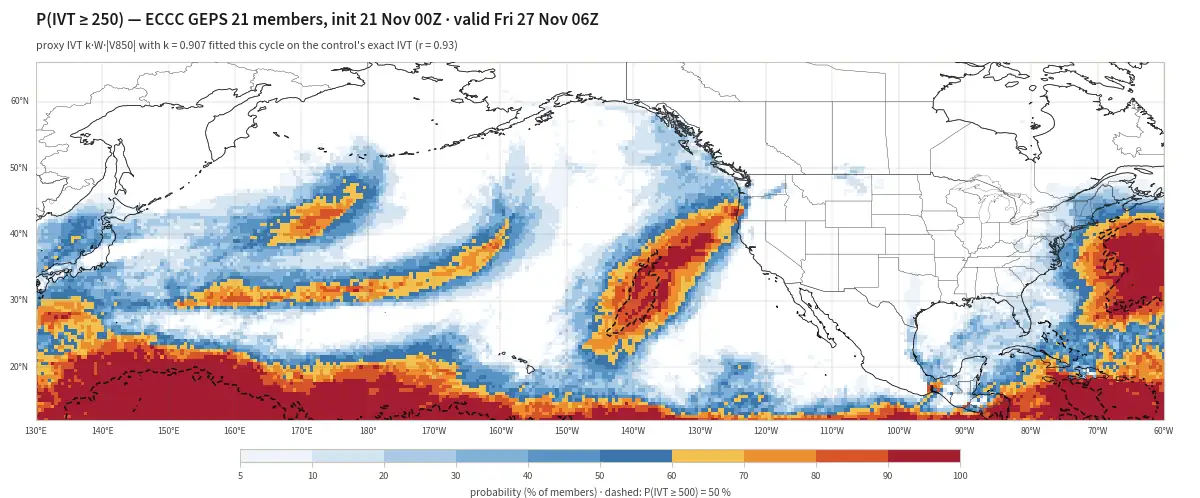 P(IVT ≥ 250) — ECCC GEPS 21 members, init 21 Nov 00Z · valid Fri 27 Nov 06Z
proxy IVT k·W·|V850| with k = 0.907 fitted this cycle on the control's exact IVT (r = 0.93)
60°N
50°N
40°N
30°N
20°N
130°E 140°E 150°E 160°E 170°E 180° 170°W 160°W 150°W 140°W 130°W 120°W 110°W 100°W 90°W 80°W 70°W 60°W
5 10 20 30 40 50 60 70 80 90 100
probability (% of members) · dashed: P(IVT ≥ 500) = 50 %